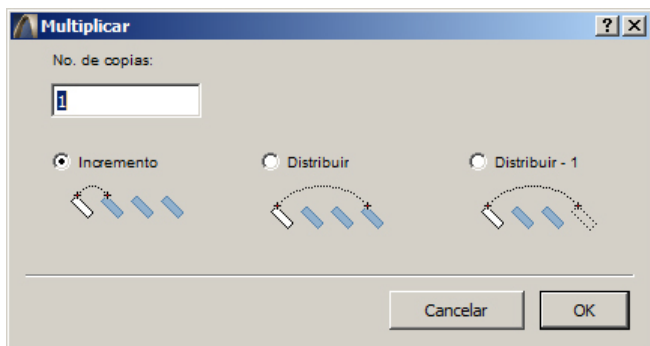 Multiplicar
No. de copias:
1
Incremento
Distribuir
Distribuir - 1
Cancelar
OK